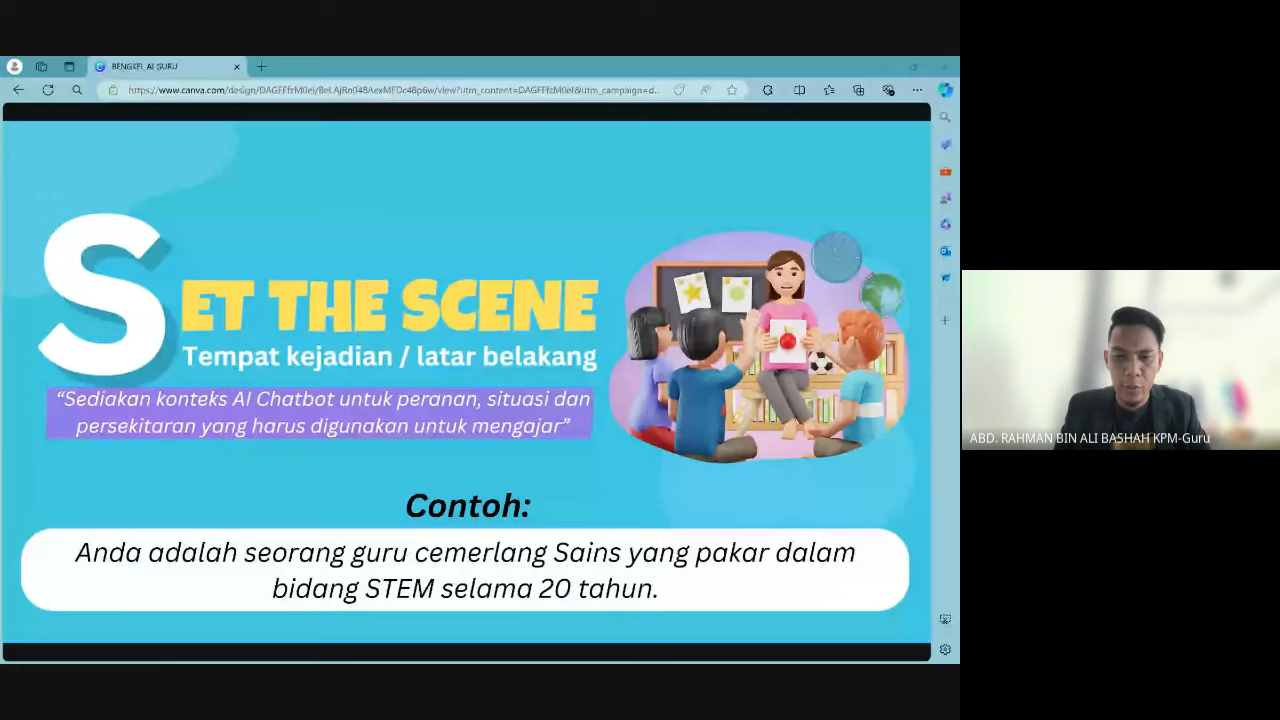 BENGKEL AI GURU
SET THE SCENE
Tempat kejadian / latar belakang
“Sediakan konteks AI Chatbot untuk peranan, situasi dan
persekitaran yang harus digunakan untuk mengajar”
Contoh:
Anda adalah seorang guru cemerlang Sains yang pakar dalam
bidang STEM selama 20 tahun.
ABD. RAHMAN BIN ALI BASHAH KPM-Guru